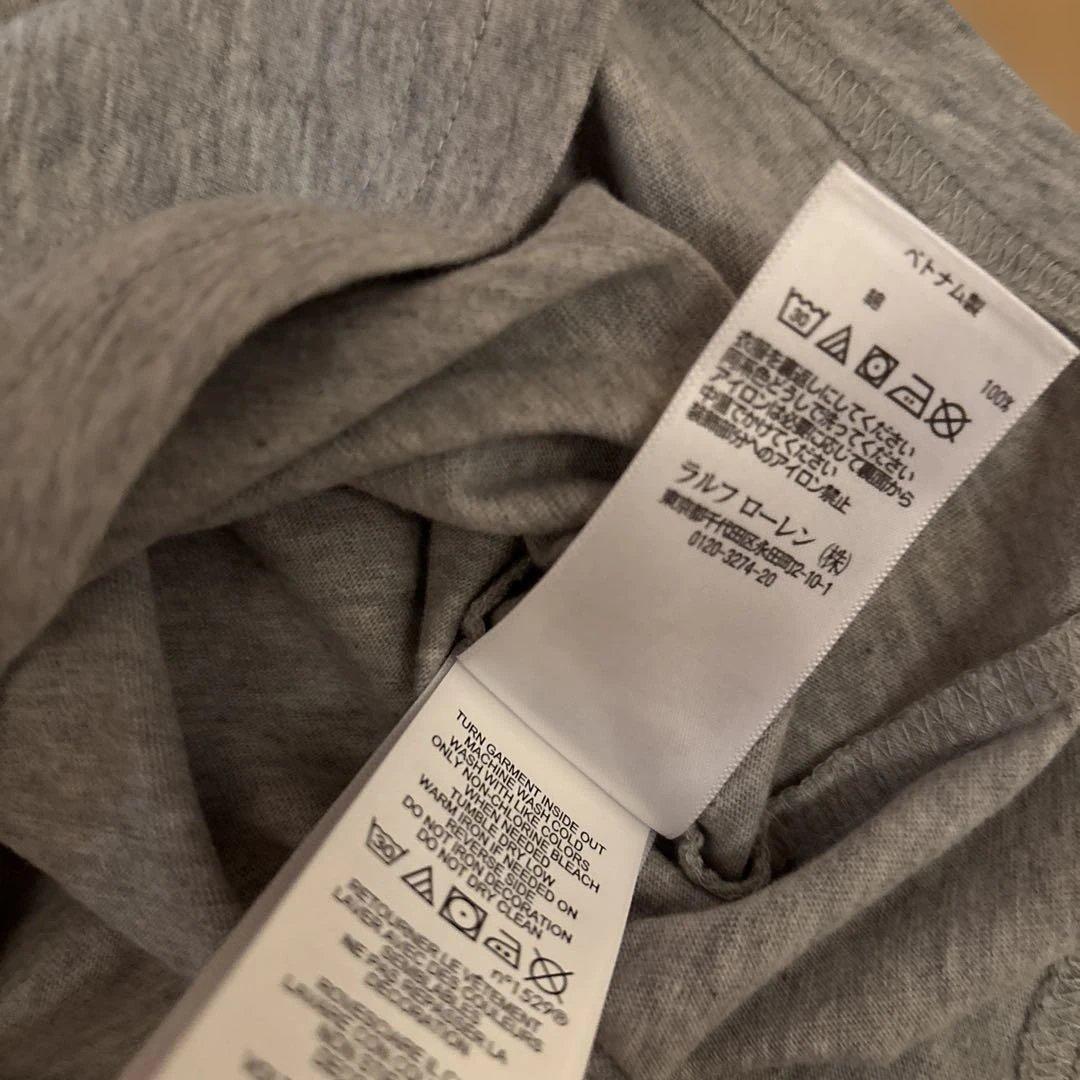 ベトナム製
綿 100%
30
衣服を裏返しにしてください
同系色どうしで洗ってください
アイロンは必要に応じて裏面から
中温でかけてください
装飾部分へのアイロン禁止
ラルフ ローレン (株)
東京都千代田区永田町2-10-1
0120-3274-20
TURN GARMENT INSIDE OUT
MACHINE WASH COLD
WASH WITH LIKE COLD
ONLY NON-CHLORINE COLORS
WHEN NEEDED BLEACH
TUMBLE DRY LOW
WARM IRON IF NEEDED ON
REVERSE SIDE
DO NOT IRON DECORATION
DO NOT DRY CLEAN
30
n°1529®
RETOURNER LE VÊTEMENT
LAVER AVEC DES COULEURS
SEMBLABLES
NE PAS REPASSER LA
DECORATION